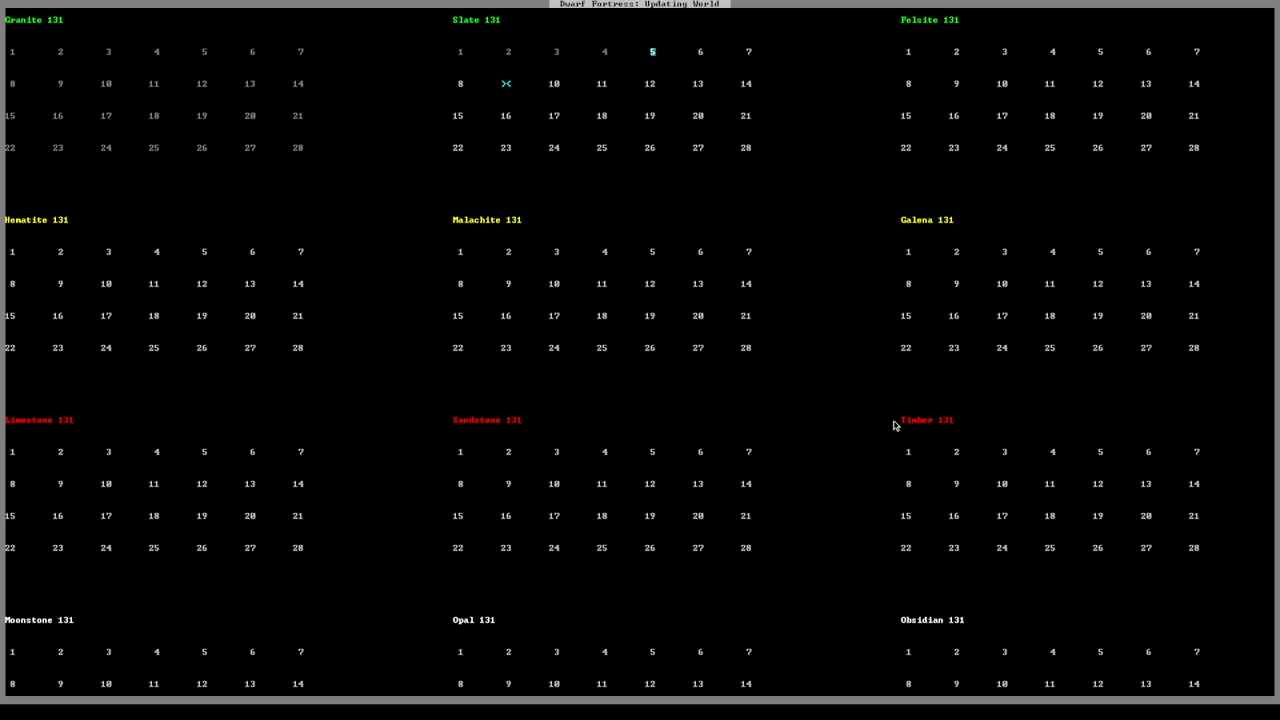 Dwarf Fortress: Updating World
Granite 131 Slate 131 Felsite 131
1 2 3 4 5 6 7 1 2 3 4 5 6 7 1 2 3 4 5 6 7
8 9 10 11 12 13 14 8 >< 10 11 12 13 14 8 9 10 11 12 13 14
15 16 17 18 19 20 21 15 16 17 18 19 20 21 15 16 17 18 19 20 21
22 23 24 25 26 27 28 22 23 24 25 26 27 28 22 23 24 25 26 27 28
Hematite 131 Malachite 131 Galena 131
1 2 3 4 5 6 7 1 2 3 4 5 6 7 1 2 3 4 5 6 7
8 9 10 11 12 13 14 8 9 10 11 12 13 14 8 9 10 11 12 13 14
15 16 17 18 19 20 21 15 16 17 18 19 20 21 15 16 17 18 19 20 21
22 23 24 25 26 27 28 22 23 24 25 26 27 28 22 23 24 25 26 27 28
Limestone 131 Sandstone 131 Timber 131
1 2 3 4 5 6 7 1 2 3 4 5 6 7 1 2 3 4 5 6 7
8 9 10 11 12 13 14 8 9 10 11 12 13 14 8 9 10 11 12 13 14
15 16 17 18 19 20 21 15 16 17 18 19 20 21 15 16 17 18 19 20 21
22 23 24 25 26 27 28 22 23 24 25 26 27 28 22 23 24 25 26 27 28
Moonstone 131 Opal 131 Obsidian 131
1 2 3 4 5 6 7 1 2 3 4 5 6 7 1 2 3 4 5 6 7
8 9 10 11 12 13 14 8 9 10 11 12 13 14 8 9 10 11 12 13 14